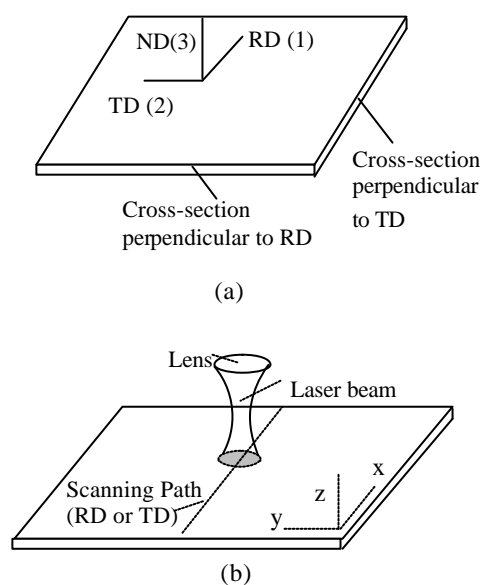 ND(3)
RD (1)
TD (2)
Cross-section
perpendicular
to TD
Cross-section
perpendicular to RD
(a)
Lens
Laser beam
Scanning Path
(RD or TD)
x
z
y
(b)